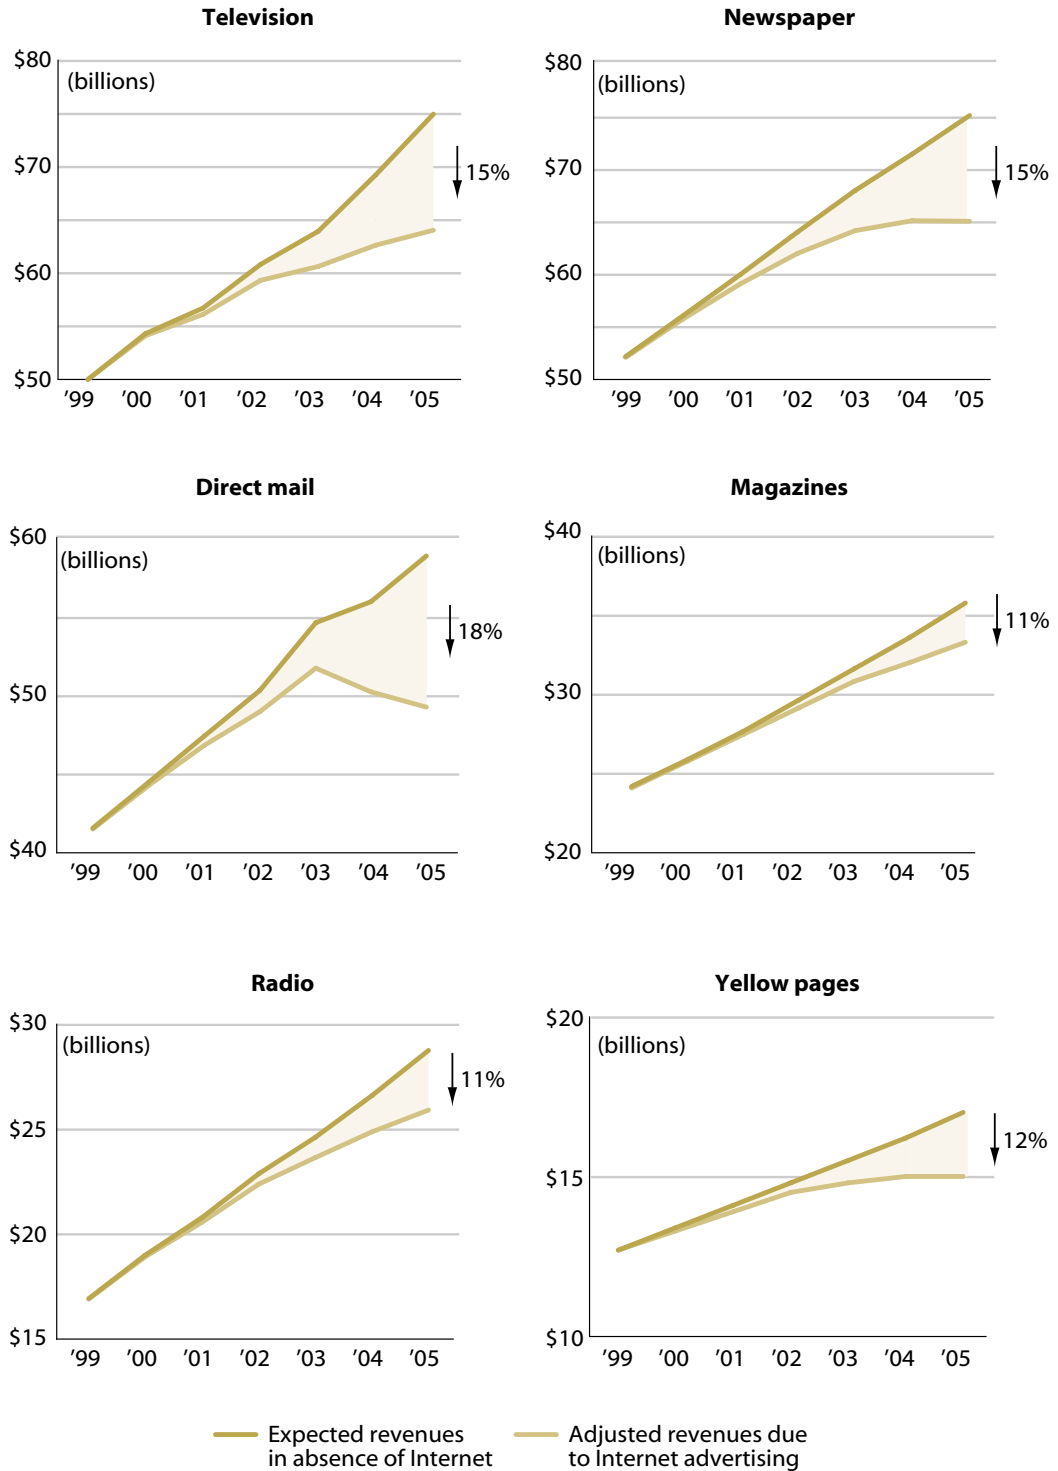 Television
$80
(billions)
$70
15%
$60
$50
’99 ’00 ’01 ’02 ’03 ’04 ’05
Newspaper
$80
(billions)
$70
15%
$60
$50
’99 ’00 ’01 ’02 ’03 ’04 ’05
Direct mail
$60
(billions)
18%
$50
$40
’99 ’00 ’01 ’02 ’03 ’04 ’05
Magazines
$40
(billions)
11%
$30
$20
’99 ’00 ’01 ’02 ’03 ’04 ’05
Radio
$30
(billions)
11%
$25
$20
$15
’99 ’00 ’01 ’02 ’03 ’04 ’05
Yellow pages
$20
(billions)
12%
$15
$10
’99 ’00 ’01 ’02 ’03 ’04 ’05
Expected revenues
in absence of Internet
Adjusted revenues due
to Internet advertising